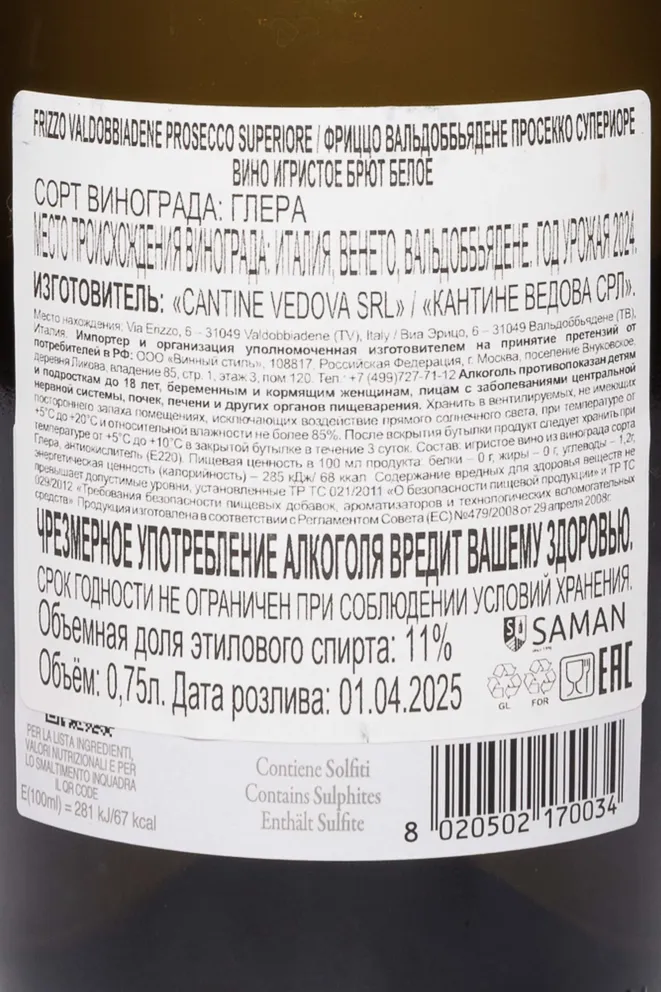 FRIZZO VALDOBBIADENE PROSECCO SUPERIORE / ФРИЦЦО ВАЛЬДОББЬЯДЕНЕ ПРОСЕККО СУПЕРИОРЕ
ВИНО ИГРИСТОЕ БРЮТ БЕЛОЕ
СОРТ ВИНОГРАДА: ГЛЕРА
МЕСТО ПРОИСХОЖДЕНИЯ ВИНОГРАДА: ИТАЛИЯ, ВЕНЕТО, ВАЛЬДОББЬЯДЕНЕ. ГОД УРОЖАЯ 2024.
ИЗГОТОВИТЕЛЬ: «CANTINE VEDOVA SRL» / «КАНТИНЕ ВЕДОВА СРЛ».
Место нахождения: Via Erizzo, 6 – 31049 Valdobbiadene (TV), Italy / Виа Эрицо, 6 – 31049 Вальдоббьядене (ТВ),
Италия. Импортер и организация уполномоченная изготовителем на принятие претензий от
потребителей в РФ: ООО «Винный стиль», 108817, Российская Федерация, г. Москва, поселение Внуковское,
деревня Ликова, владение 85, стр. 1, этаж 3, пом 120. Тел.: +7 (499)727-71-12 Алкоголь противопоказан детям
и подросткам до 18 лет, беременным и кормящим женщинам, лицам с заболеваниями центральной
нервной системы, почек, печени и других органов пищеварения. Хранить в вентилируемых, не имеющих
постороннего запаха помещениях, исключающих воздействие прямого солнечного света, при температуре от
+5°С до +20°С и относительной влажности не более 85%. После вскрытия бутылки продукт следует хранить при
температуре от +5°С до +10°С в закрытой бутылке в течение 3 суток. Состав: игристое вино из винограда сорта
Глера, антиокислитель (Е220). Пищевая ценность в 100 мл продукта: белки – 0 г, жиры – 0 г, углеводы – 1,2г,
энергетическая ценность (калорийность) – 285 кДж/ 68 ккал. Содержание вредных для здоровья веществ не
превышает допустимые уровни, установленные ТР ТС 021/2011 «О безопасности пищевой продукции» и ТР ТС
029/2012 «Требования безопасности пищевых добавок, ароматизаторов и технологических вспомогательных
средств» Продукция изготовлена в соответствии с Регламентом Совета (ЕС) №479/2008 от 29 апреля 2008г.
ЧРЕЗМЕРНОЕ УПОТРЕБЛЕНИЕ АЛКОГОЛЯ ВРЕДИТ ВАШЕМУ ЗДОРОВЬЮ.
СРОК ГОДНОСТИ НЕ ОГРАНИЧЕН ПРИ СОБЛЮДЕНИИ УСЛОВИЙ ХРАНЕНИЯ.
Объемная доля этилового спирта: 11%
SAMAN
Объём: 0,75л. Дата розлива: 01.04.2025
GL
FOR
EAC
PER LA LISTA INGREDIENTI,
VALORI NUTRIZIONALI E PER
LO SMALTIMENTO INQUADRA
IL QR CODE
E(100ml) = 281 kJ/67 kcal
Contiene Solfiti
Contains Sulphites
Enthält Sulfite
8 020502 170034